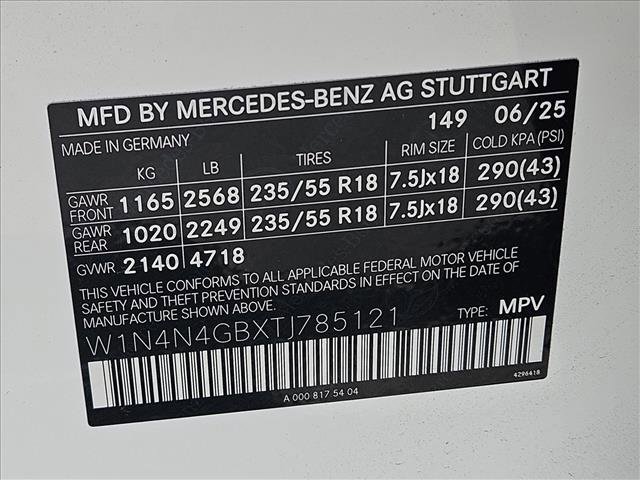 MFD BY MERCEDES-BENZ AG STUTTGART
MADE IN GERMANY 149 06/25
KG LB TIRES RIM SIZE COLD KPA(PSI)
GAWR FRONT 1165 2568 235/55 R18 7.5Jx18 290(43)
GAWR REAR 1020 2249 235/55 R18 7.5Jx18 290(43)
GVWR 2140 4718
THIS VEHICLE CONFORMS TO ALL APPLICABLE FEDERAL MOTOR VEHICLE
SAFETY AND THEFT PREVENTION STANDARDS IN EFFECT ON THE DATE OF
MANUFACTURE SHOWN ABOVE.
W1N4N4GBXTJ785121 TYPE: MPV
A 000 817 54 04
4296418